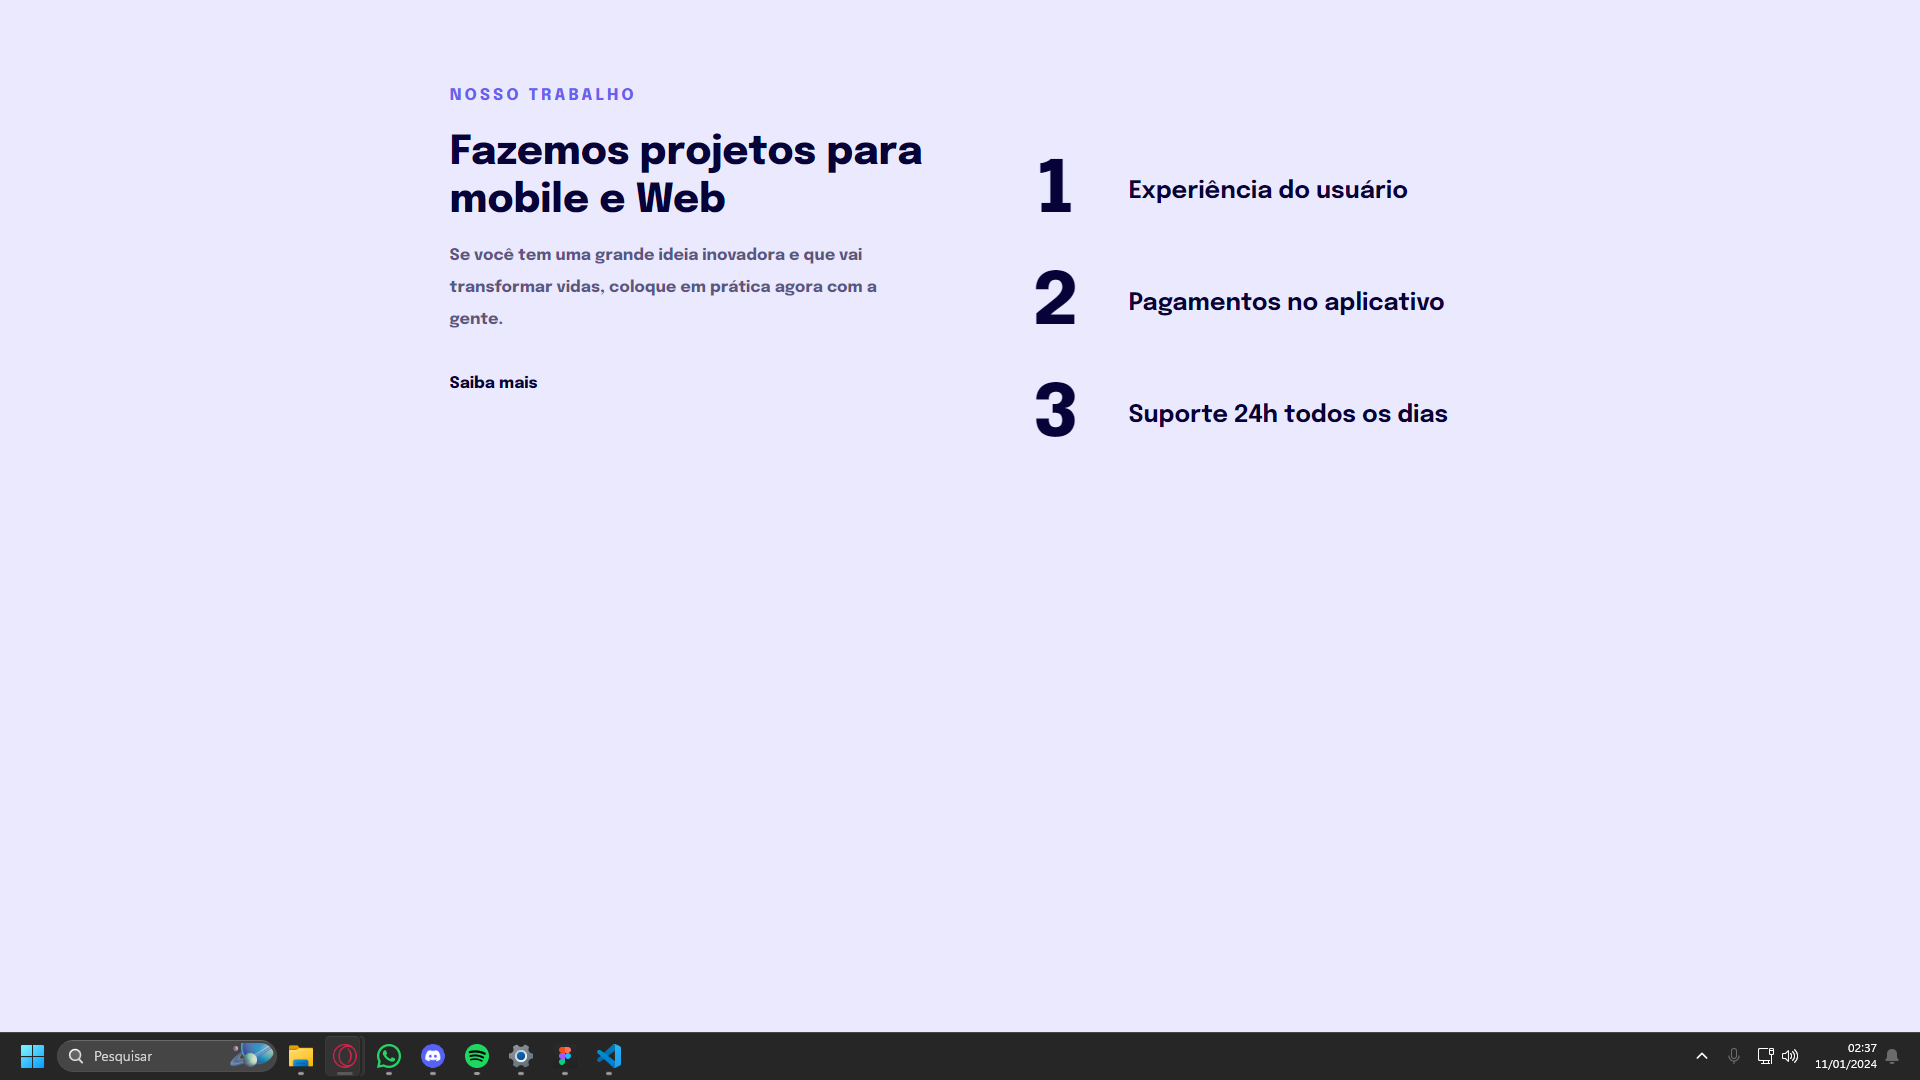 NOSSO TRABALHO
Fazemos projetos para
mobile e Web
Se você tem uma grande ideia inovadora e que vai
transformar vidas, coloque em prática agora com a
gente.
Saiba mais
1 Experiência do usuário
2 Pagamentos no aplicativo
3 Suporte 24h todos os dias
Pesquisar
02:37
11/01/2024